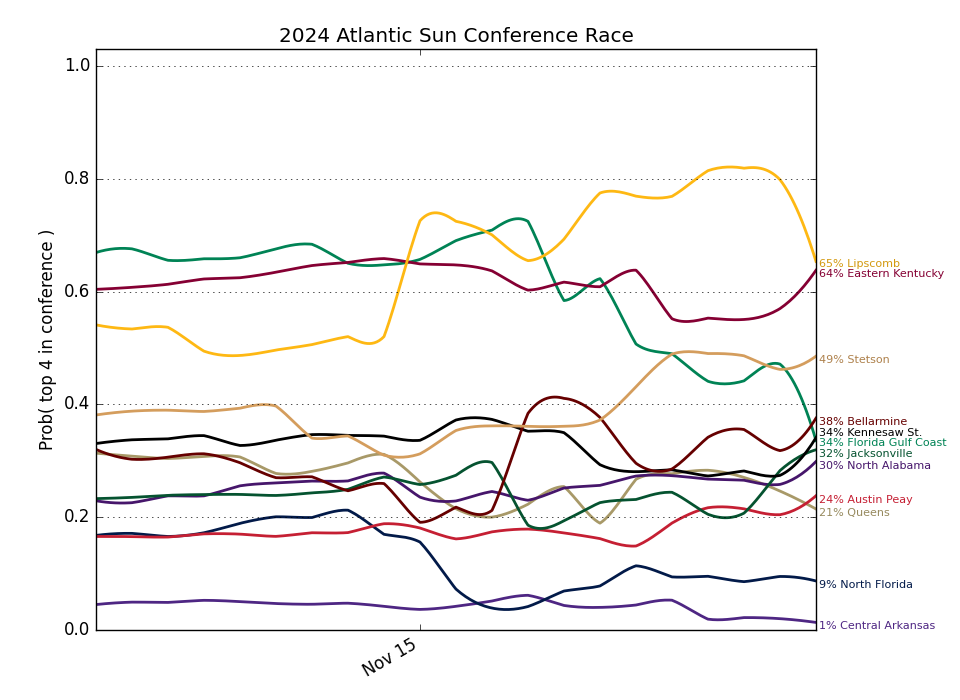 2024 Atlantic Sun Conference Race
1.0
0.8
0.6
0.4
0.2
0.0
Prob( top 4 in conference )
Nov 15
65% Lipscomb
64% Eastern Kentucky
49% Stetson
38% Bellarmine
34% Kennesaw St.
34% Florida Gulf Coast
32% Jacksonville
30% North Alabama
24% Austin Peay
21% Queens
9% North Florida
1% Central Arkansas